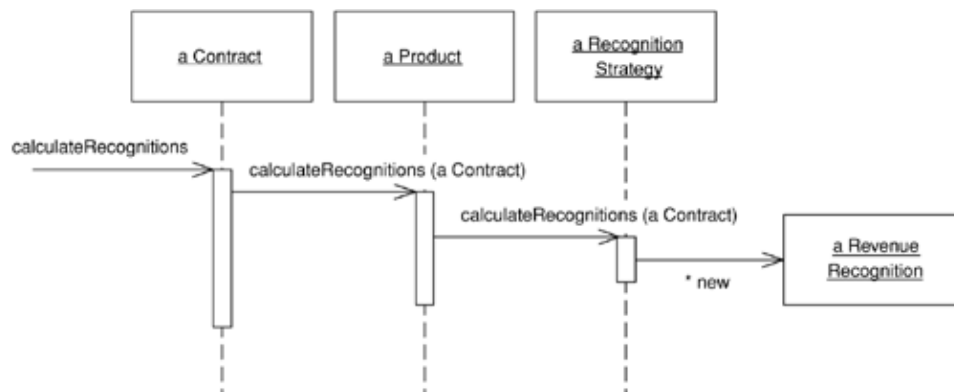 a Contract
a Product
a Recognition
Strategy
calculateRecognitions
calculateRecognitions (a Contract)
calculateRecognitions (a Contract)
a Revenue
Recognition
* new